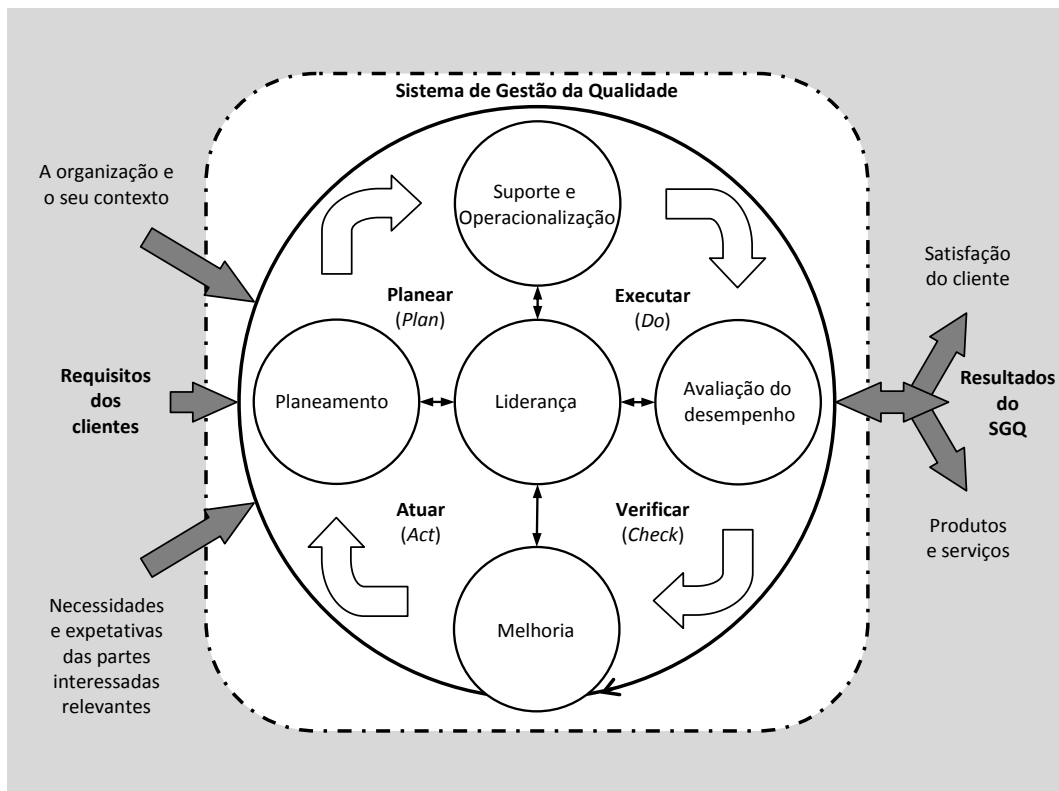 Sistema de Gestão da Qualidade
A organização e
o seu contexto
Suporte e
Operacionalização
Satisfação
do cliente
Planear
(Plan)
Executar
(Do)
Requisitos
dos
clientes
Planeamento
Liderança
Avaliação do
desempenho
Resultados
do
SGQ
Atuar
(Act)
Verificar
(Check)
Produtos
e serviços
Necessidades
e expetativas
das partes
interessadas
relevantes
Melhoria